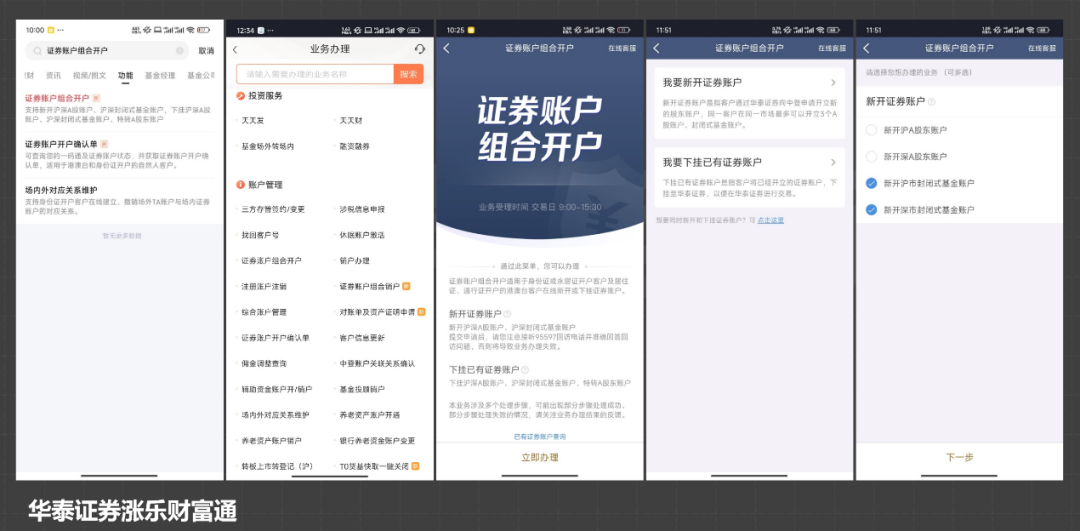 10:00
证券账户组合开户
取消
财 资讯 视频/图文 功能 基金经理 基金公司
证券账户组合开户
支持新开沪深A股账户、沪深封闭式基金账户,下挂沪深A股账户、沪深封闭式基金账户、特转A股东账户
证券账户开户确认单
可查询您的一码通及证券账户状态,并获取证券账户开户确认单,适用于港澳台和身份证开户的自然人客户。
场内外对应关系维护
支持身份证开户客户在线建立、撤销场外TA账户与场内证券账户的对应关系。
暂无更多数据
12:34
业务办理
请输入需要办理的业务名称
搜索
投资服务
天天发 天天财
基金场外转场内 融资融券
账户管理
三方存管签约/变更 涉税信息申报
找回客户号 休眠账户激活
证券账户组合开户 销户办理
注册账户注销 证券账户组合销户
综合账户管理 对账单及资产证明申请
证券账户开户确认单 客户信息更新
佣金调整查询 中登账户关联关系确认
辅助资金账户开/销户 基金投顾销户
场内外对应关系维护 养老资产账户开通
养老资产账户销户 银行养老资金账户变更
转板上市转登记(沪) T0货基快取一键关闭
10:25
证券账户组合开户
在线客服
证券账户
组合开户
业务受理时间 交易日 9:00-15:30
通过此菜单,您可以办理
证券账户组合开户适用于身份证或永居证开户客户及居住证、通行证开户的港澳台客户在线新开或下挂证券账户。
新开证券账户
新开沪深A股账户、沪深封闭式基金账户
提交申请后,请您注意接听95597回访电话并准确回答回访问题,否则将导致业务办理失败。
下挂已有证券账户
下挂沪深A股账户、沪深封闭式基金账户、特转A股东账户
本业务涉及多个处理步骤,可能出现部分步骤处理成功、部分步骤处理失败的情况,请关注业务办理结果的反馈。
已有证券账户查询
立即办理
11:51
证券账户组合开户
在线客服
我要新开证券账户
新开证券账户是指客户通过华泰证券向中登申请开立新的股东账户,同一客户在同一市场最多可以开立3个A股账户、封闭式基金账户。
我要下挂已有证券账户
下挂已有证券账户是指客户将已经开立的证券账户,下挂至华泰证券,以便在华泰证券进行交易。
想要同时新开和下挂证券账户?可 点击这里
11:51
证券账户组合开户
在线客服
请选择您想办理的业务 (可多选)
新开证券账户
新开沪A股东账户
新开深A股东账户
新开沪市封闭式基金账户
新开深市封闭式基金账户
下一步
华泰证券涨乐财富通